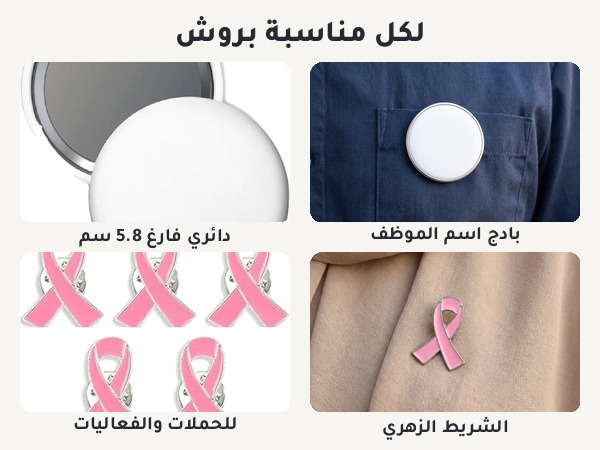 لكل مناسبة بروش
بادج اسم الموظف
دائري فارغ 5.8 سم
الشريط الزهري
للحملات والفعاليات